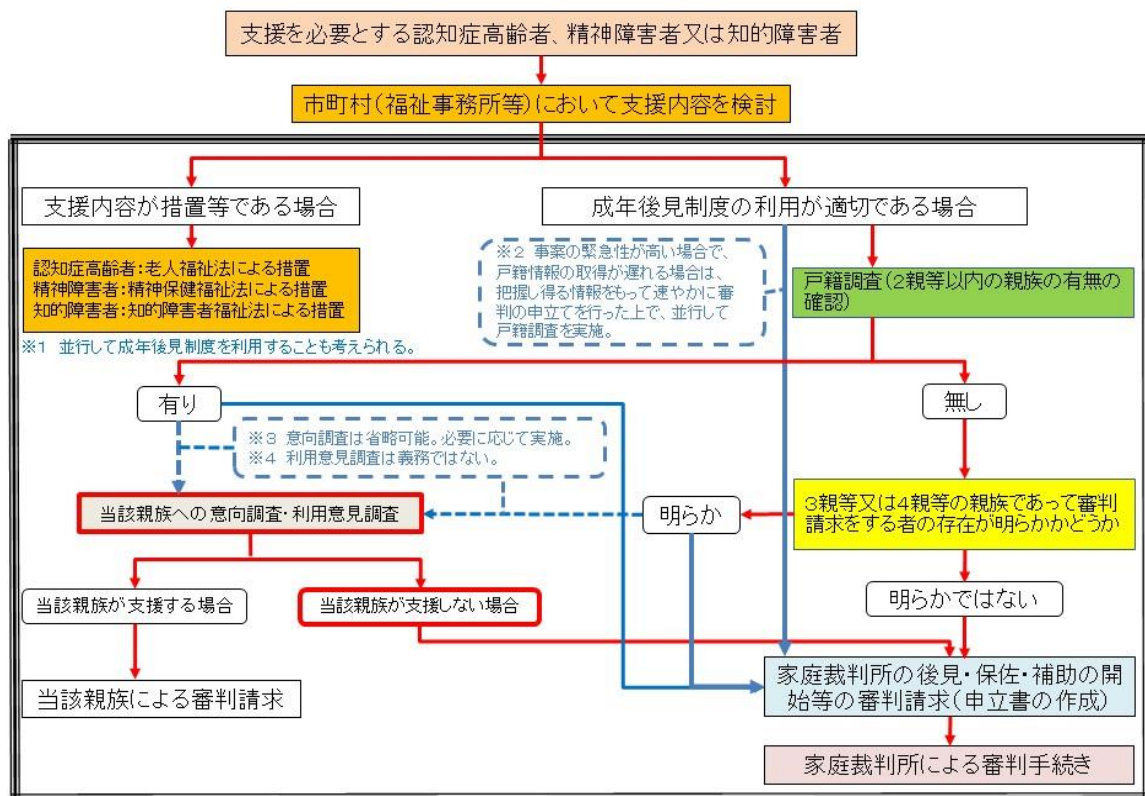 支援を必要とする認知症高齢者、精神障害者又は知的障害者
市町村(福祉事務所等)において支援内容を検討
支援内容が措置等である場合
成年後見制度の利用が適切である場合
認知症高齢者:老人福祉法による措置
精神障害者:精神保健福祉法による措置
知的障害者:知的障害者福祉法による措置
※1 並行して成年後見制度を利用することも考えられる。
※2 事案の緊急性が高い場合で、
戸籍情報の取得が遅れる場合は、
把握し得る情報をもって速やかに審
判の申立てを行った上で、並行して
戸籍調査を実施。
戸籍調査(2親等以内の親族の有無の
確認)
有り
無し
※3 意向調査は省略可能。必要に応じて実施。
※4 利用意見調査は義務ではない。
当該親族への意向調査・利用意見調査
明らか
3親等又は4親等の親族であって審判
請求をする者の存在が明らかかどうか
当該親族が支援する場合
当該親族が支援しない場合
明らかではない
当該親族による審判請求
家庭裁判所の後見・保佐・補助の開
始等の審判請求(申立書の作成)
家庭裁判所による審判手続き